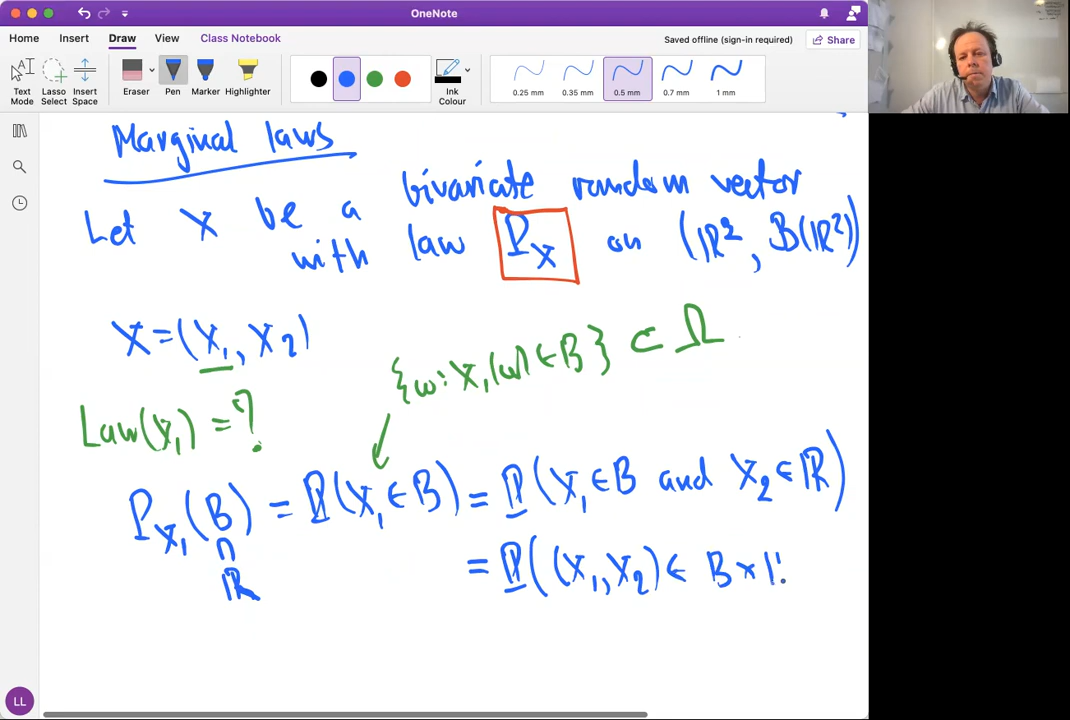 OneNote
Home Insert Draw View Class Notebook
Saved offline (sign-in required) Share
Text Mode Lasso Select Insert Space Eraser Pen Marker Highlighter Ink Colour 0.25 mm 0.35 mm 0.5 mm 0.7 mm 1 mm
Marginal laws
Let X be a bivariate random vector
with law P_X on (ℝ², B(ℝ²))
X=(X₁, X₂)
{ω: X₁(ω) ∈ B} ⊂ Ω
Law(X₁) = ?
P_X₁(B) = ℙ(X₁ ∈ B) = ℙ(X₁ ∈ B and X₂ ∈ ℝ)
∩
ℝ
= ℙ((X₁, X₂) ∈ B ×
LL